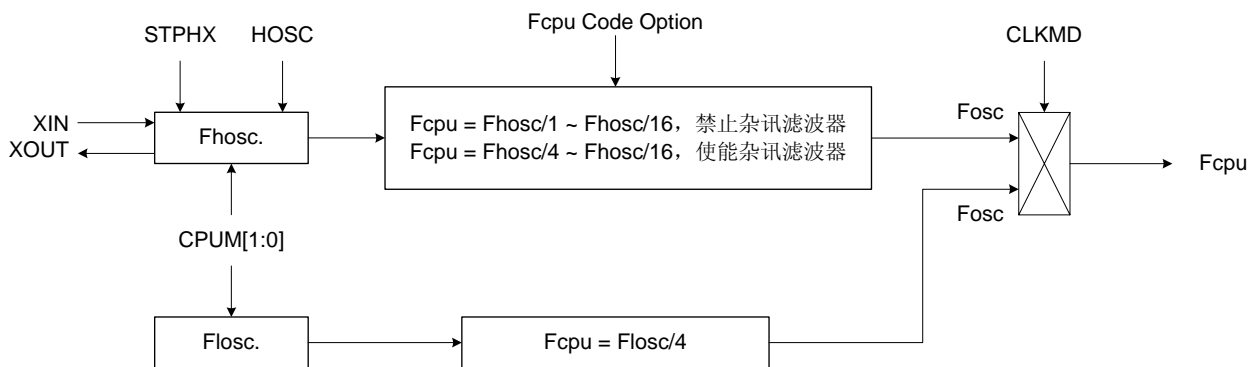 Fcpu Code Option
STPHX
HOSC
CLKMD
XIN
XOUT
Fhosc.
Fcpu = Fhosc/1 ~ Fhosc/16，禁止杂讯滤波器
Fcpu = Fhosc/4 ~ Fhosc/16，使能杂讯滤波器
Fosc
Fcpu
Fosc
CPUM[1:0]
Flosc.
Fcpu = Flosc/4